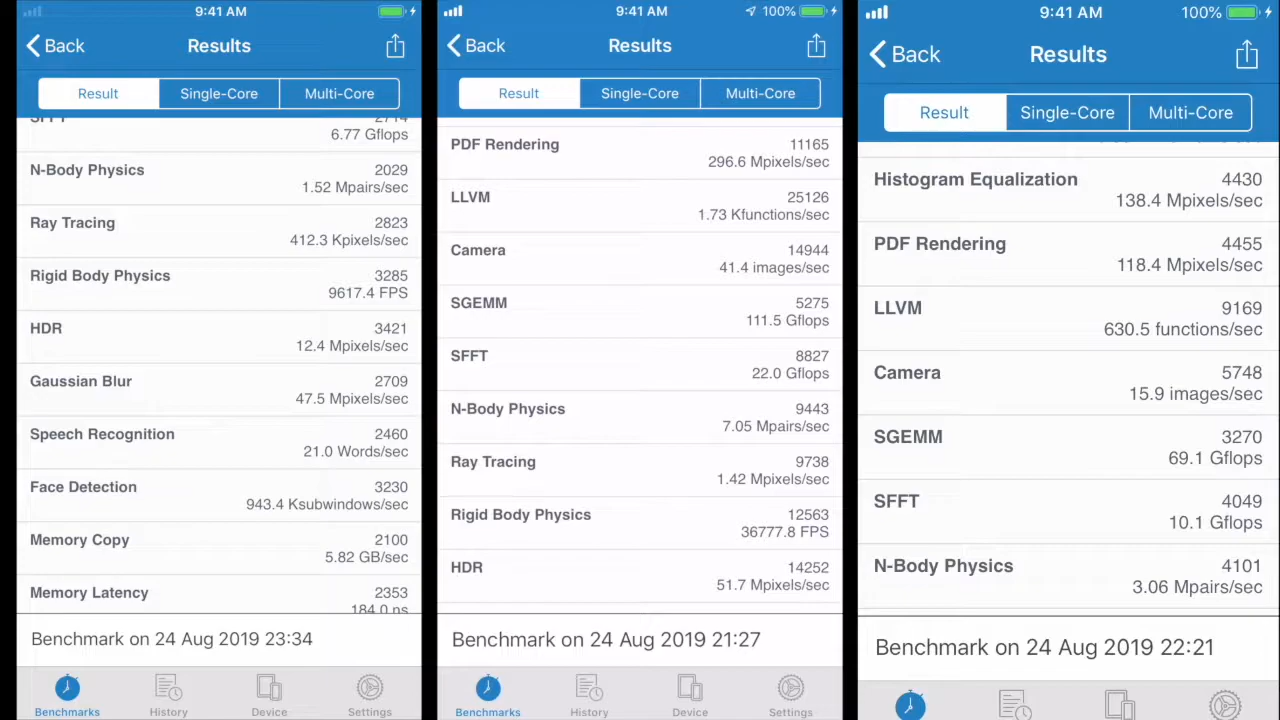 9:41 AM
Back
Results
Result
Single-Core
Multi-Core
SFFT
2714
6.77 Gflops
N-Body Physics
2029
1.52 Mpairs/sec
Ray Tracing
2823
412.3 Kpixels/sec
Rigid Body Physics
3285
9617.4 FPS
HDR
3421
12.4 Mpixels/sec
Gaussian Blur
2709
47.5 Mpixels/sec
Speech Recognition
2460
21.0 Words/sec
Face Detection
3230
943.4 Ksubwindows/sec
Memory Copy
2100
5.82 GB/sec
Memory Latency
2353
184.0 ns
Benchmark on 24 Aug 2019 23:34
Benchmarks
History
Device
Settings
9:41 AM
100%
Back
Results
Result
Single-Core
Multi-Core
PDF Rendering
11165
296.6 Mpixels/sec
LLVM
25126
1.73 Kfunctions/sec
Camera
14944
41.4 images/sec
SGEMM
5275
111.5 Gflops
SFFT
8827
22.0 Gflops
N-Body Physics
9443
7.05 Mpairs/sec
Ray Tracing
9738
1.42 Mpixels/sec
Rigid Body Physics
12563
36777.8 FPS
HDR
14252
51.7 Mpixels/sec
Benchmark on 24 Aug 2019 21:27
Benchmarks
History
Device
Settings
9:41 AM
100%
Back
Results
Result
Single-Core
Multi-Core
Histogram Equalization
4430
138.4 Mpixels/sec
PDF Rendering
4455
118.4 Mpixels/sec
LLVM
9169
630.5 functions/sec
Camera
5748
15.9 images/sec
SGEMM
3270
69.1 Gflops
SFFT
4049
10.1 Gflops
N-Body Physics
4101
3.06 Mpairs/sec
Benchmark on 24 Aug 2019 22:21